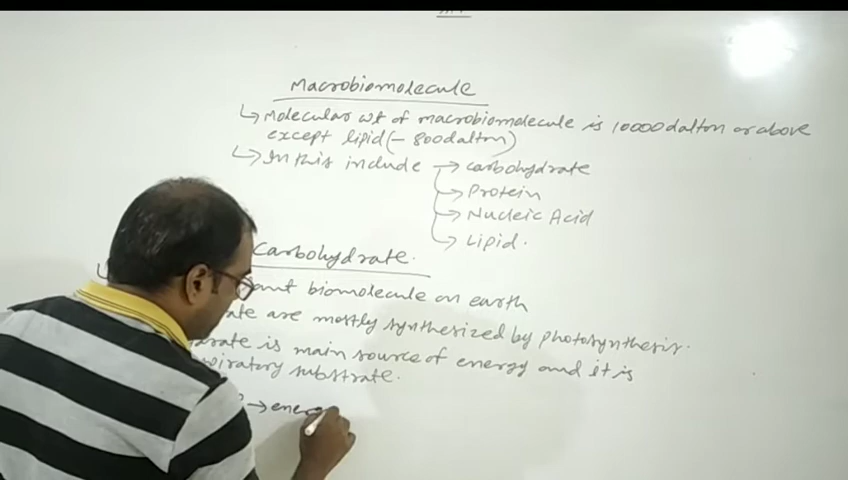 Macrobiomolecule
↳ Molecular wt of macrobiomolecule is 10000 dalton or above
except lipid (- 800 dalton)
↳ In this include → carbohydrate
→ Protein
→ Nucleic Acid
→ Lipid.
Carbohydrate.
biomolecule on earth
are mostly synthesized by photosynthesis.
is main source of energy and it is
substrate.
→ energ